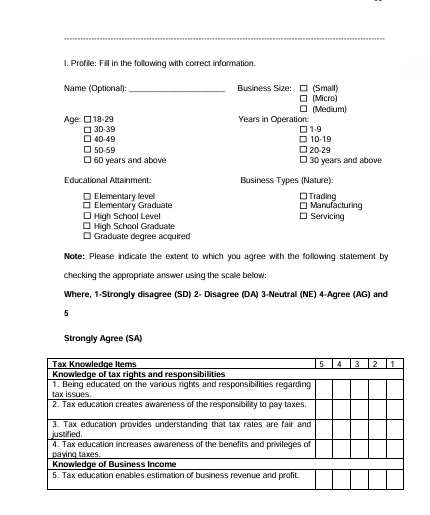 I. Profile: Fill in the following with correct information.
Name (Optional): ____________________ Business Size: ☐ (Small)
☐ (Micro)
☐ (Medium)
Age: ☐ 18-29 Years in Operation:
☐ 30-39 ☐ 1-9
☐ 40-49 ☐ 10-19
☐ 50-59 ☐ 20-29
☐ 60 years and above ☐ 30 years and above
Educational Attainment: Business Types (Nature):
☐ Elementary level ☐ Trading
☐ Elementary Graduate ☐ Manufacturing
☐ High School Level ☐ Servicing
☐ High School Graduate
☐ Graduate degree acquired
Note: Please indicate the extent to which you agree with the following statement by
checking the appropriate answer using the scale below:
Where, 1-Strongly disagree (SD) 2- Disagree (DA) 3-Neutral (NE) 4-Agree (AG) and
5
Strongly Agree (SA)
Tax Knowledge Items 5 4 3 2 1
Knowledge of tax rights and responsibilities
1. Being educated on the various rights and responsibilities regarding
tax issues.
2. Tax education creates awareness of the responsibility to pay taxes.
3. Tax education provides understanding that tax rates are fair and
justified.
4. Tax education increases awareness of the benefits and privileges of
paying taxes.
Knowledge of Business Income
5. Tax education enables estimation of business revenue and profit.